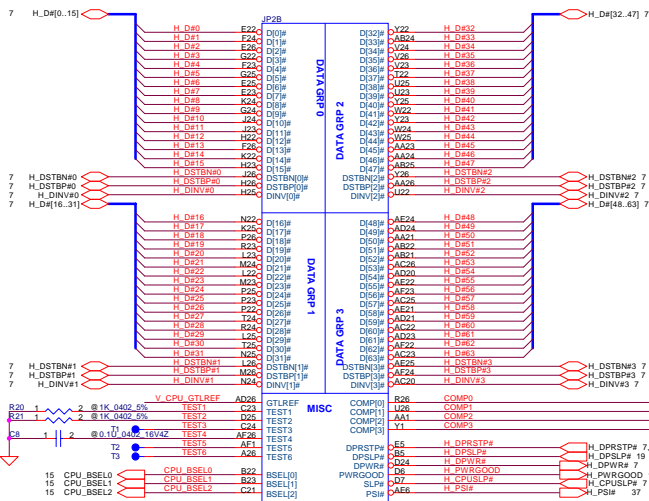 JP2B
7 H_D#[0..15] H_D#[32..47] 7
H_D#0 E22 D[0]# D[32]# Y22 H_D#32
H_D#1 F24 D[1]# D[33]# AB24 H_D#33
H_D#2 E26 D[2]# D[34]# V24 H_D#34
H_D#3 G22 D[3]# D[35]# V26 H_D#35
H_D#4 F23 D[4]# D[36]# V23 H_D#36
H_D#5 G25 D[5]# D[37]# T22 H_D#37
H_D#6 E25 D[6]# D[38]# U25 H_D#38
H_D#7 E23 D[7]# D[39]# U23 H_D#39
H_D#8 K24 D[8]# D[40]# Y25 H_D#40
H_D#9 G24 D[9]# D[41]# W22 H_D#41
H_D#10 J24 D[10]# D[42]# Y23 H_D#42
H_D#11 J23 D[11]# D[43]# W24 H_D#43
H_D#12 H22 D[12]# D[44]# W25 H_D#44
H_D#13 F26 D[13]# D[45]# AA23 H_D#45
H_D#14 K22 D[14]# D[46]# AA24 H_D#46
H_D#15 H23 D[15]# D[47]# AB25 H_D#47
7 H_DSTBN#0 H_DSTBN#0 J26 DSTBN[0]# DSTBN[2]# Y26 H_DSTBN#2 H_DSTBN#2 7
7 H_DSTBP#0 H_DSTBP#0 H26 DSTBP[0]# DSTBP[2]# AA26 H_DSTBP#2 H_DSTBP#2 7
7 H_DINV#0 H_DINV#0 H25 DINV[0]# DINV[2]# U22 H_DINV#2 H_DINV#2 7
DATA GRP 0
DATA GRP 2
7 H_D#[16..31] H_D#[48..63] 7
H_D#16 N22 D[16]# D[48]# AE24 H_D#48
H_D#17 K25 D[17]# D[49]# AD24 H_D#49
H_D#18 P26 D[18]# D[50]# AA21 H_D#50
H_D#19 R23 D[19]# D[51]# AB22 H_D#51
H_D#20 L23 D[20]# D[52]# AB21 H_D#52
H_D#21 M24 D[21]# D[53]# AC26 H_D#53
H_D#22 L22 D[22]# D[54]# AD20 H_D#54
H_D#23 M23 D[23]# D[55]# AE22 H_D#55
H_D#24 P25 D[24]# D[56]# AF23 H_D#56
H_D#25 P23 D[25]# D[57]# AC25 H_D#57
H_D#26 P22 D[26]# D[58]# AE21 H_D#58
H_D#27 T24 D[27]# D[59]# AD21 H_D#59
H_D#28 R24 D[28]# D[60]# AC22 H_D#60
H_D#29 L25 D[29]# D[61]# AD23 H_D#61
H_D#30 T25 D[30]# D[62]# AF22 H_D#62
H_D#31 N25 D[31]# D[63]# AC23 H_D#63
7 H_DSTBN#1 H_DSTBN#1 L26 DSTBN[1]# DSTBN[3]# AE25 H_DSTBN#3 H_DSTBN#3 7
7 H_DSTBP#1 H_DSTBP#1 M26 DSTBP[1]# DSTBP[3]# AF24 H_DSTBP#3 H_DSTBP#3 7
7 H_DINV#1 H_DINV#1 N24 DINV[1]# DINV[3]# AC20 H_DINV#3 H_DINV#3 7
DATA GRP 1
DATA GRP 3
V_CPU_GTLREF AD26 GTLREF MISC COMP[0] R26 COMP0
R20 1 2 @1K_0402_5% TEST1 C23 TEST1 COMP[1] U26 COMP1
R21 1 2 @1K_0402_5% TEST2 D25 TEST2 COMP[2] AA1 COMP2
T1 TEST3 C24 TEST3 COMP[3] Y1 COMP3
C8 1 2 @0.1U_0402_16V4Z TEST4 AF26 TEST4
T2 TEST5 AF1 TEST5 DPRSTP# E5 H_DPRSTP# H_DPRSTP# 7,
T3 TEST6 A26 TEST6 DPSLP# B5 H_DPSLP# H_DPSLP# 19
DPWR# D24 H_DPWR# H_DPWR# 7
15 CPU_BSEL0 CPU_BSEL0 B22 BSEL[0] PWRGOOD D6 H_PWRGOOD H_PWRGOOD
15 CPU_BSEL1 CPU_BSEL1 B23 BSEL[1] SLP# D7 H_CPUSLP# H_CPUSLP# 7
15 CPU_BSEL2 CPU_BSEL2 C21 BSEL[2] PSI# AE6 H_PSI# H_PSI# 37